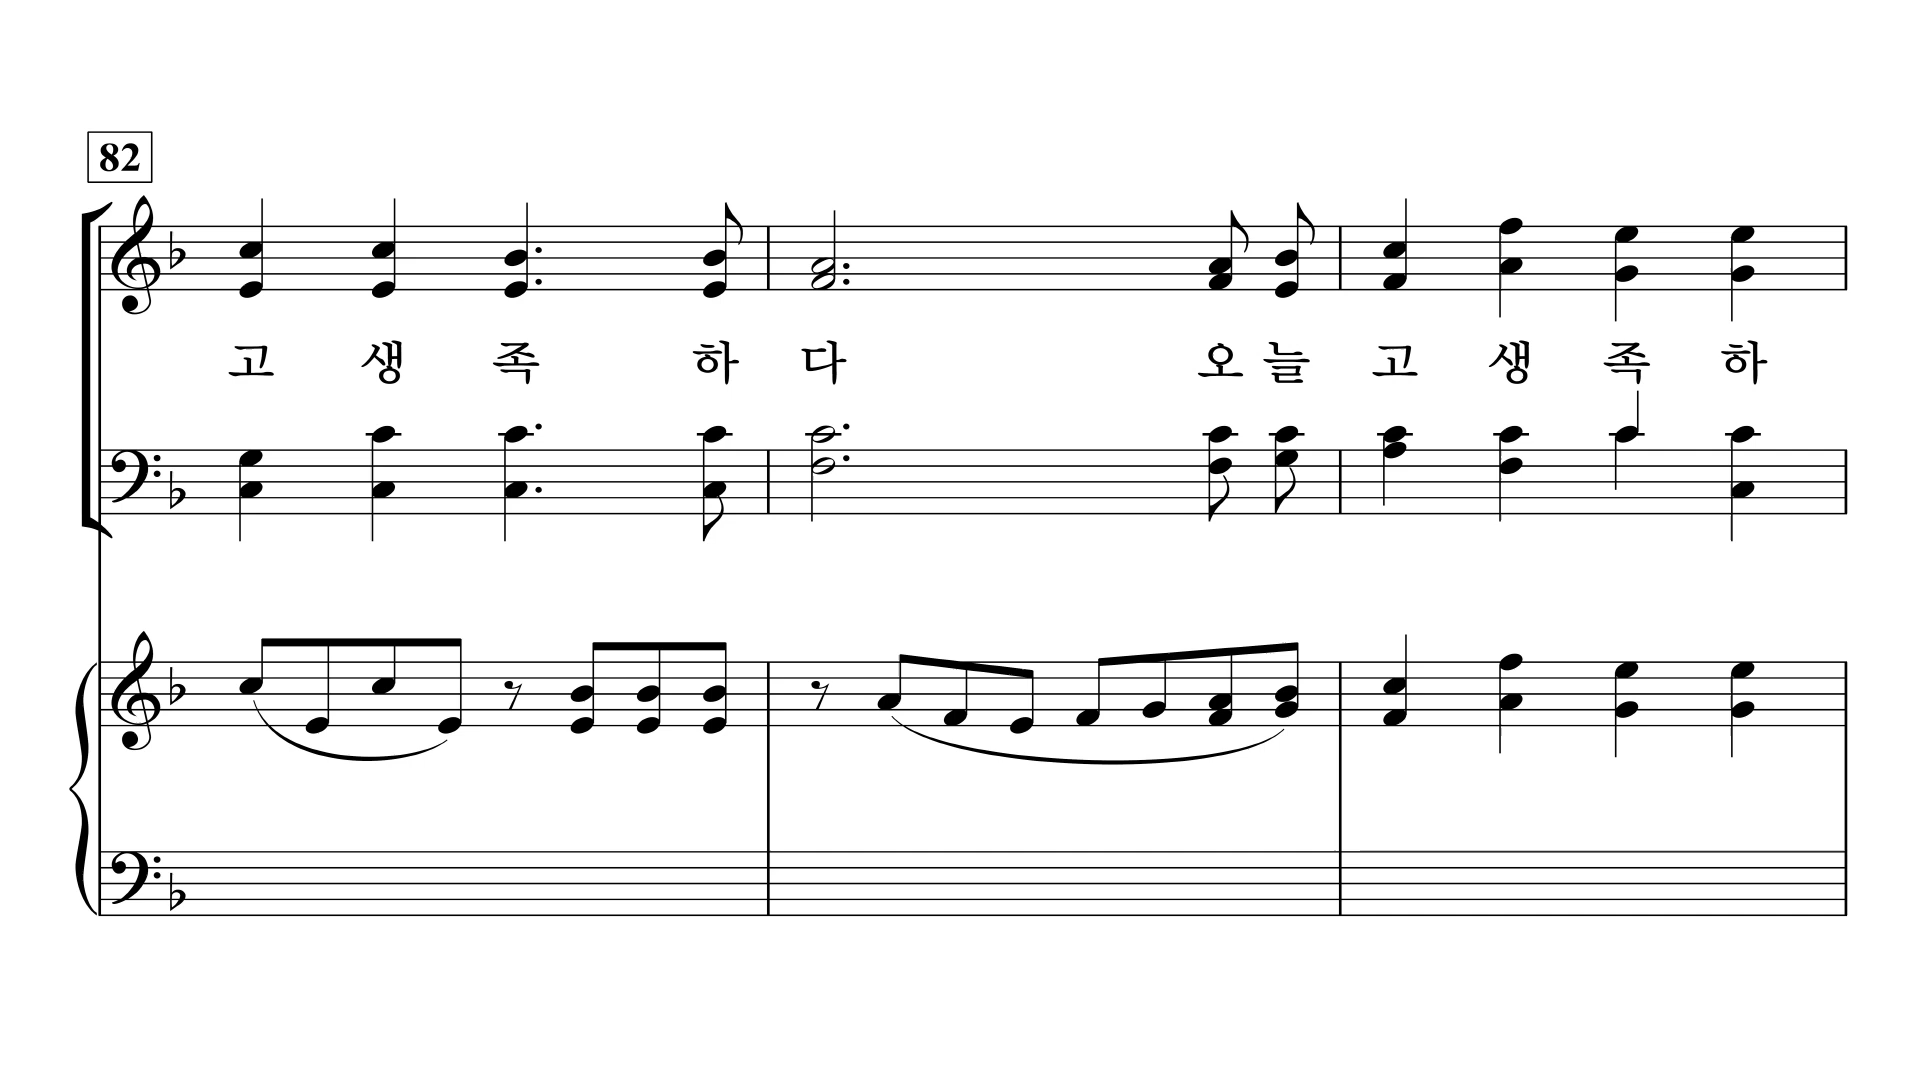 82
고 생 족 하 다 오 늘 고 생 족 하